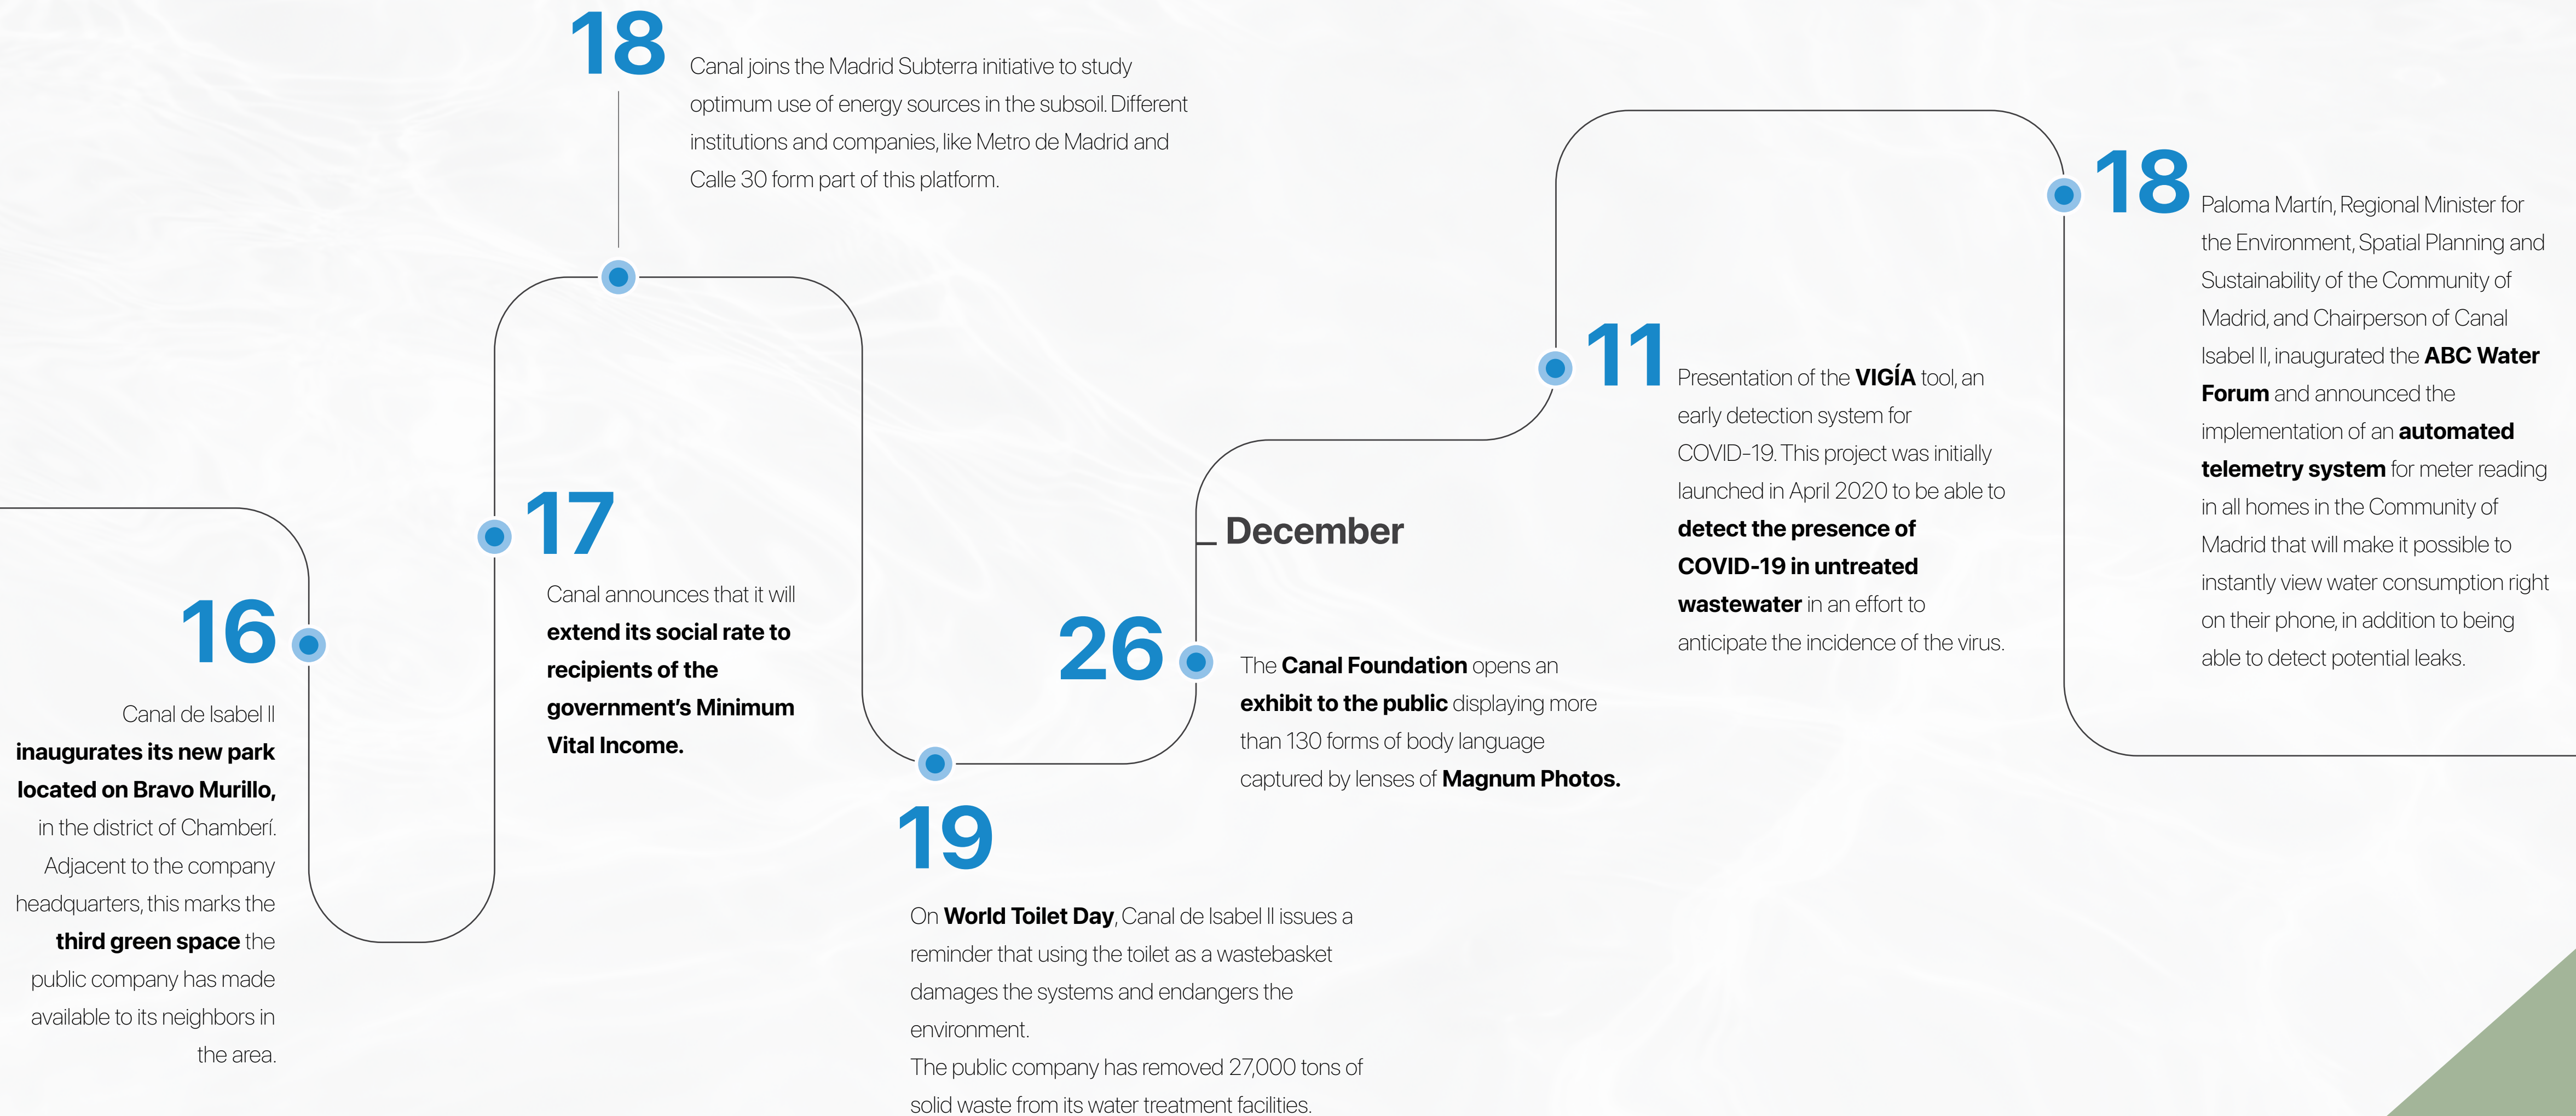 16
Canal de Isabel II
inaugurates its new park
located on Bravo Murillo,
in the district of Chamberí.
Adjacent to the company
headquarters, this marks the
third green space the
public company has made
available to its neighbors in
the area.
17
Canal announces that it will
extend its social rate to
recipients of the
government's Minimum
Vital Income.
18
Canal joins the Madrid Subterra initiative to study
optimum use of energy sources in the subsoil. Different
institutions and companies, like Metro de Madrid and
Calle 30 form part of this platform.
19
On World Toilet Day, Canal de Isabel II issues a
reminder that using the toilet as a wastebasket
damages the systems and endangers the
environment.
The public company has removed 27,000 tons of
solid waste from its water treatment facilities.
26
The Canal Foundation opens an
exhibit to the public displaying more
than 130 forms of body language
captured by lenses of Magnum Photos.
December
11
Presentation of the VIGÍA tool, an
early detection system for
COVID-19. This project was initially
launched in April 2020 to be able to
detect the presence of
COVID-19 in untreated
wastewater in an effort to
anticipate the incidence of the virus.
18
Paloma Martín, Regional Minister for
the Environment, Spatial Planning and
Sustainability of the Community of
Madrid, and Chairperson of Canal
Isabel II, inaugurated the ABC Water
Forum and announced the
implementation of an automated
telemetry system for meter reading
in all homes in the Community of
Madrid that will make it possible to
instantly view water consumption right
on their phone, in addition to being
able to detect potential leaks.